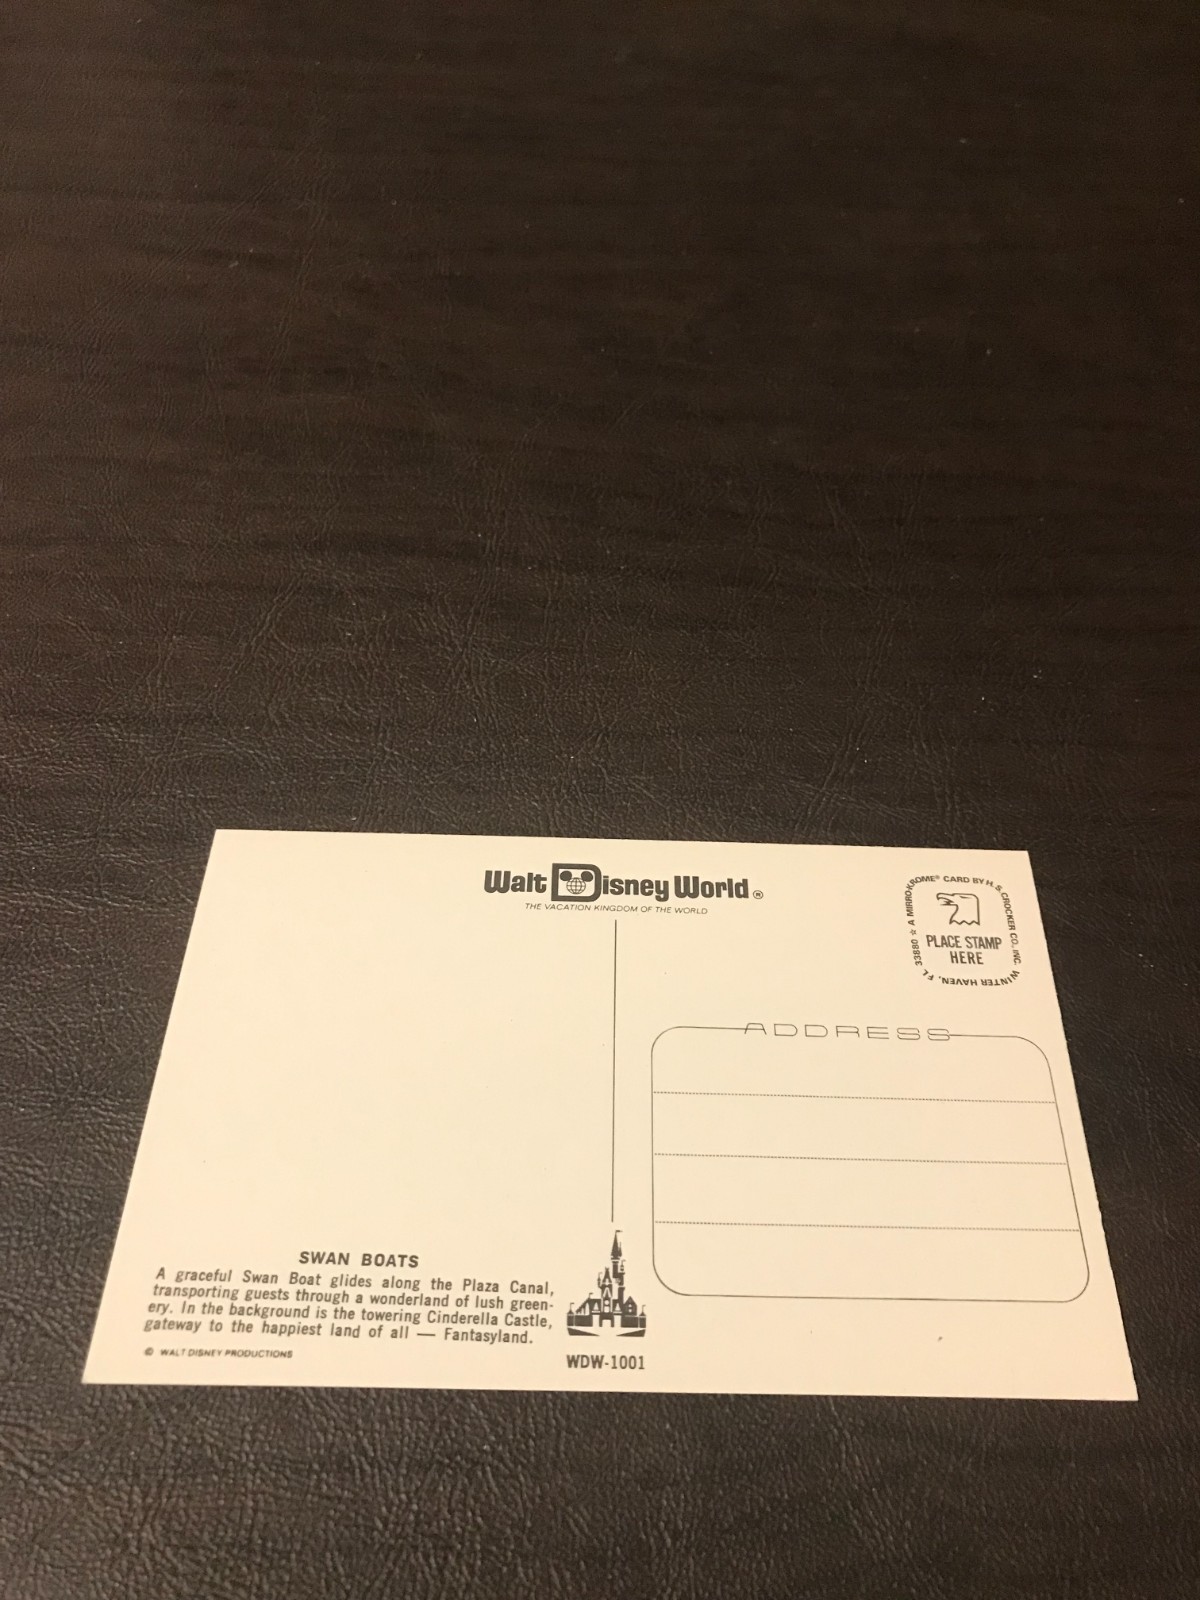 Walt Disney World ®
THE VACATION KINGDOM OF THE WORLD
A MIRRO-KROME® CARD BY H. S. CROCKER CO., INC. WINTER HAVEN, FL. 33880 ☆
PLACE STAMP
HERE
ADDRESS
SWAN BOATS
A graceful Swan Boat glides along the Plaza Canal,
transporting guests through a wonderland of lush green-
ery. In the background is the towering Cinderella Castle,
gateway to the happiest land of all — Fantasyland.
© WALT DISNEY PRODUCTIONS
WDW-1001